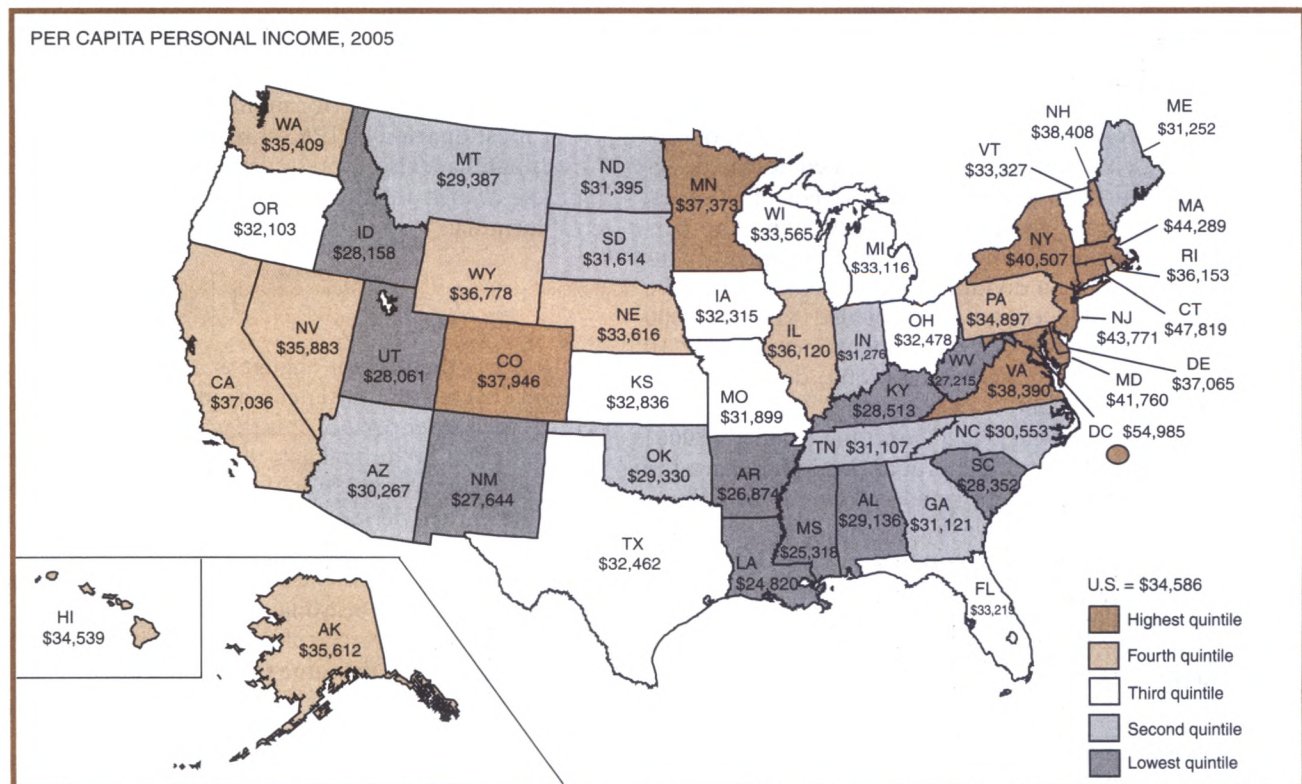 PER CAPITA PERSONAL INCOME, 2005
WA
$35,409
OR
$32,103
CA
$37,036
NV
$35,883
ID
$28,158
MT
$29,387
WY
$36,778
UT
$28,061
AZ
$30,267
CO
$37,946
NM
$27,644
ND
$31,395
SD
$31,614
NE
$33,616
KS
$32,836
OK
$29,330
TX
$32,462
MN
$37,373
IA
$32,315
MO
$31,899
AR
$26,874
LA
$24,820
WI
$33,565
IL
$36,120
MI
$33,116
IN
$31,276
OH
$32,478
KY
$28,513
TN $31,107
MS
$25,318
AL
$29,136
GA
$31,121
FL
$33,219
SC
$28,352
NC $30,553
WV
$27,215
VA
$38,390
PA
$34,897
NY
$40,507
VT
$33,327
NH
$38,408
ME
$31,252
MA
$44,289
RI
$36,153
CT
$47,819
NJ
$43,771
DE
$37,065
MD
$41,760
DC $54,985
HI
$34,539
AK
$35,612
U.S. = $34,586
Highest quintile
Fourth quintile
Third quintile
Second quintile
Lowest quintile